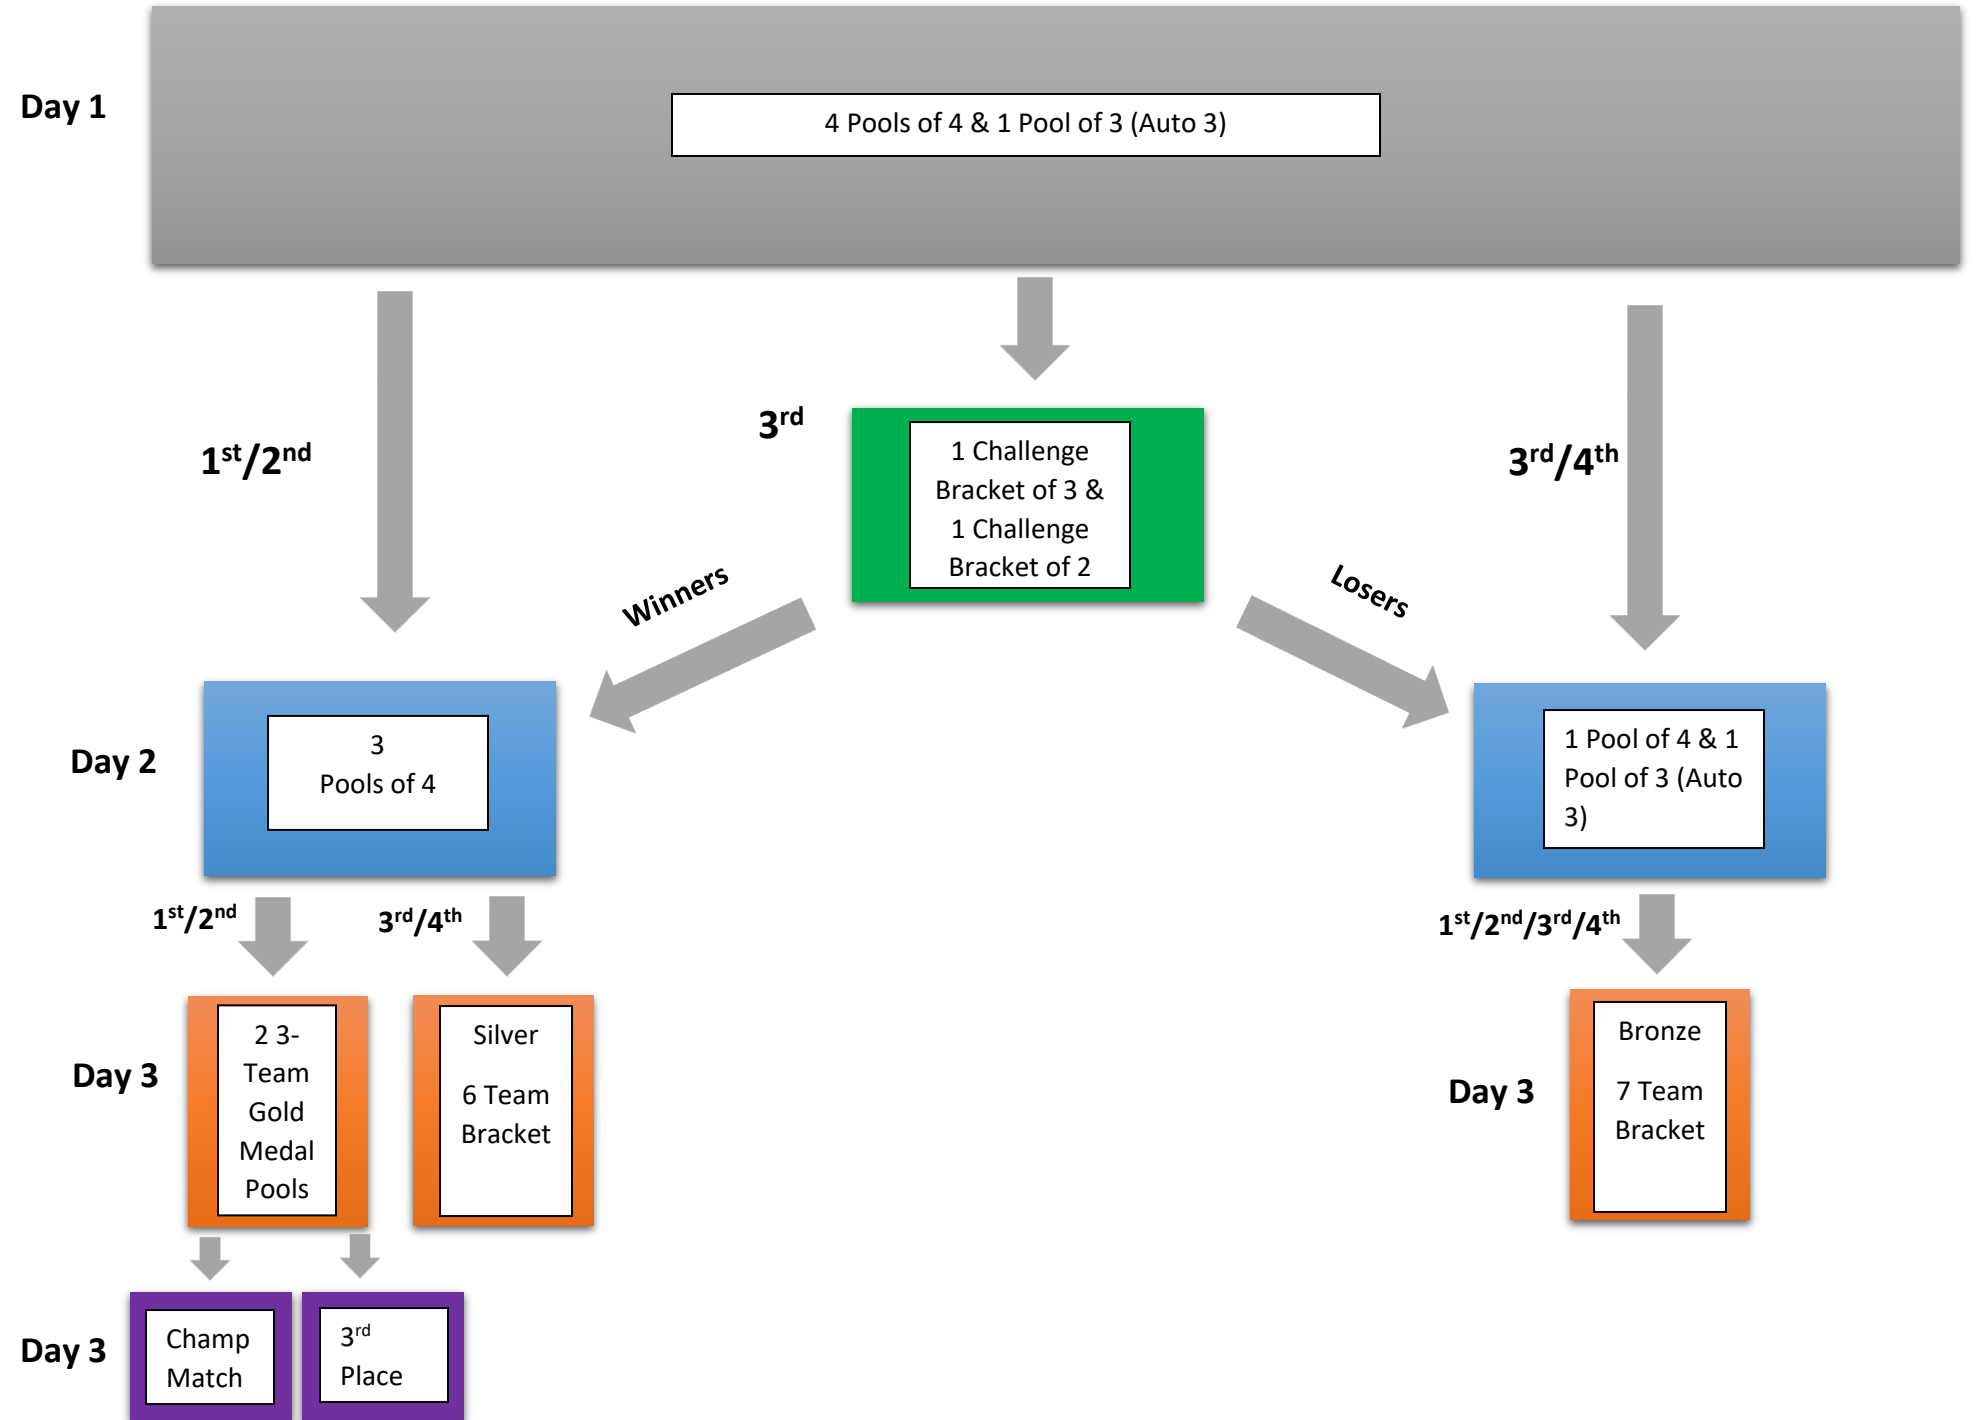 Day 1
4 Pools of 4 & 1 Pool of 3 (Auto 3)
1st/2nd
3rd
1 Challenge
Bracket of 3 &
1 Challenge
Bracket of 2
3rd/4th
Winners
Losers
Day 2
3
Pools of 4
1 Pool of 4 & 1
Pool of 3 (Auto
3)
1st/2nd
3rd/4th
1st/2nd/3rd/4th
Day 3
2 3-
Team
Gold
Medal
Pools
Silver
6 Team
Bracket
Day 3
Bronze
7 Team
Bracket
Day 3
Champ
Match
3rd
Place